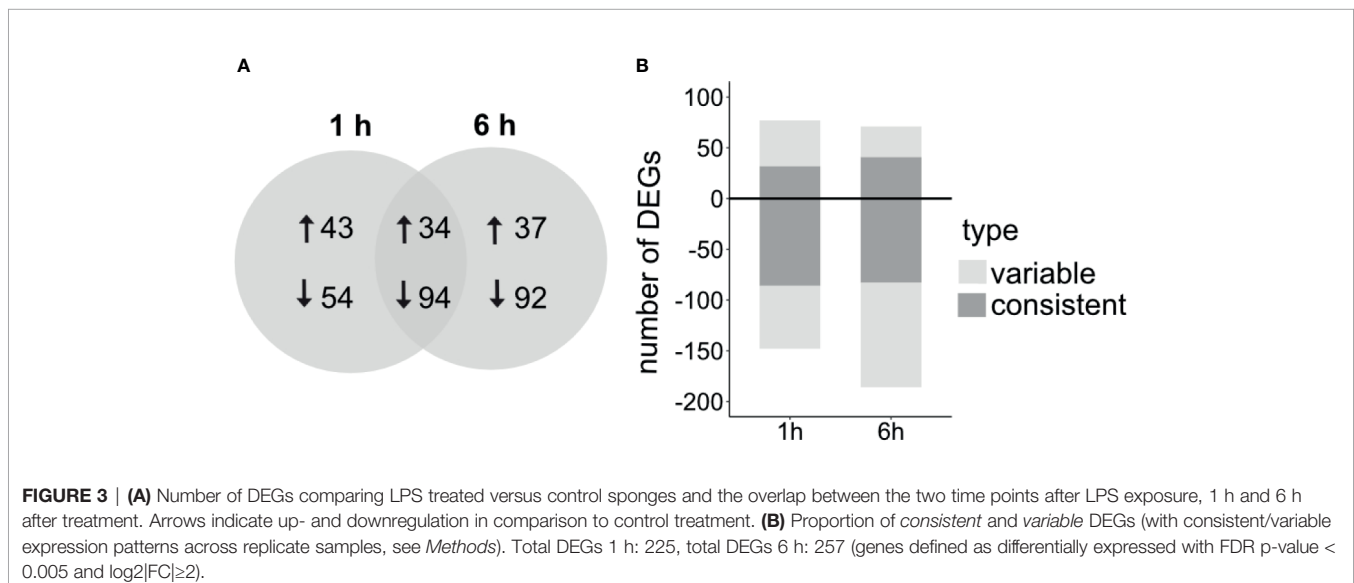 A
1 h 6 h
↑ 43 ↑ 34 ↑ 37
↓ 54 ↓ 94 ↓ 92
B
number of DEGs
100
50
0
-50
-100
-150
-200
1h 6h
type
variable
consistent
FIGURE 3 | (A) Number of DEGs comparing LPS treated versus control sponges and the overlap between the two time points after LPS exposure, 1 h and 6 h
after treatment. Arrows indicate up- and downregulation in comparison to control treatment. (B) Proportion of consistent and variable DEGs (with consistent/variable
expression patterns across replicate samples, see Methods). Total DEGs 1 h: 225, total DEGs 6 h: 257 (genes defined as differentially expressed with FDR p-value <
0.005 and log2|FC|≥2).